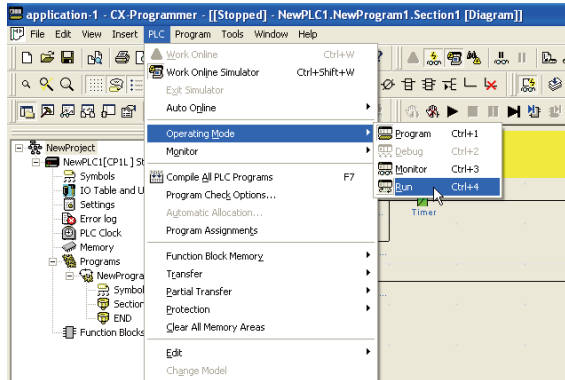 application-1 - CX-Programmer - [[Stopped] - NewPLC1.NewProgram1.Section1 [Diagram]]
File Edit View Insert PLC Program Tools Window Help
Work Online Ctrl+W
Work Online Simulator Ctrl+Shift+W
Exit Simulator
Auto Online
Operating Mode
Monitor
Compile All PLC Programs F7
Program Check Options...
Automatic Allocation...
Program Assignments
Function Block Memory
Transfer
Partial Transfer
Protection
Clear All Memory Areas
Edit
Change Model
Program Ctrl+1
Debug Ctrl+2
Monitor Ctrl+3
Run Ctrl+4
Timer
NewProject
NewPLC1[CP1L] St
Symbols
IO Table and U
Settings
Error log
PLC Clock
Memory
Programs
NewProgra
Symbol
Section
END
Function Blocks